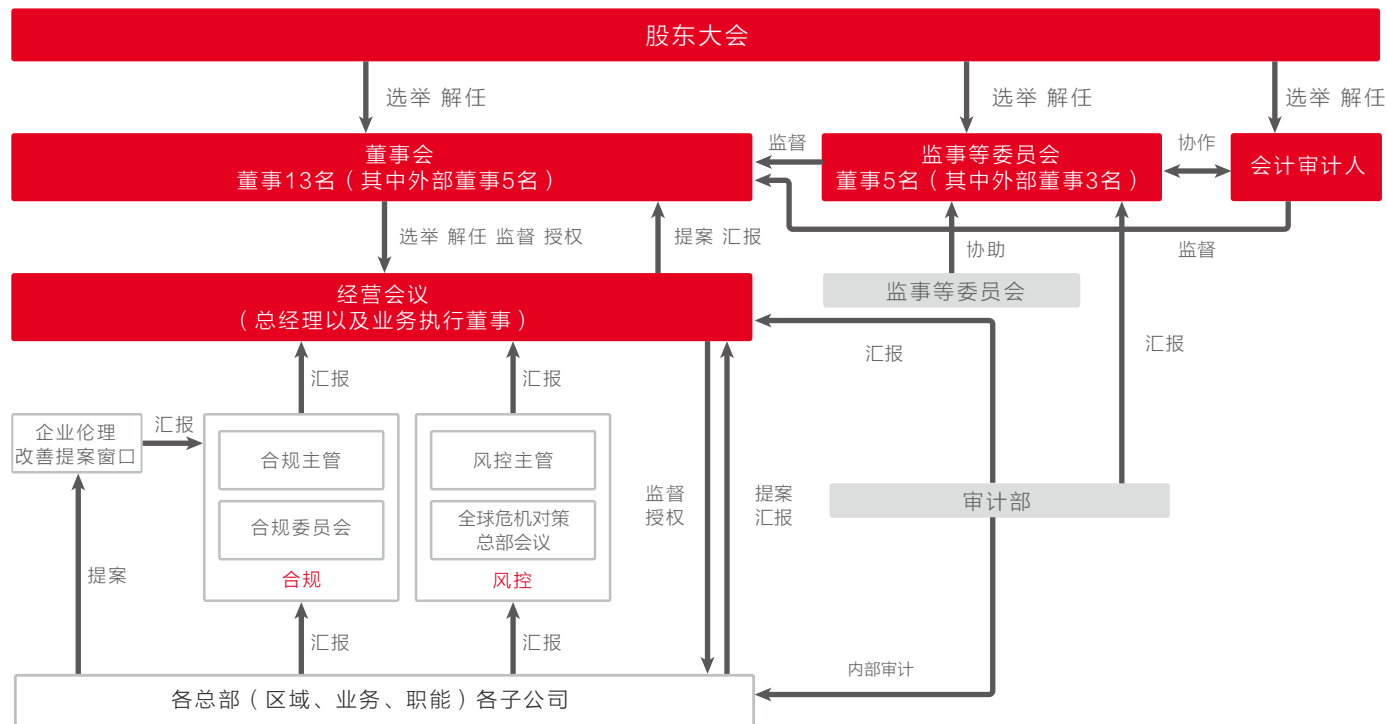 股东大会
选举 解任
选举 解任
选举 解任
董事会
董事13名（其中外部董事5名）
监督
监事等委员会
董事5名（其中外部董事3名）
协作
会计审计人
选举 解任 监督 授权
提案 汇报
协助
监督
监事等委员会
经营会议
（总经理以及业务执行董事）
汇报
汇报
汇报
汇报
企业伦理
改善提案窗口
汇报
合规主管
合规委员会
合规
风控主管
全球危机对策
总部会议
风控
监督
授权
提案
汇报
审计部
提案
汇报
汇报
内部审计
各总部（区域、业务、职能）各子公司